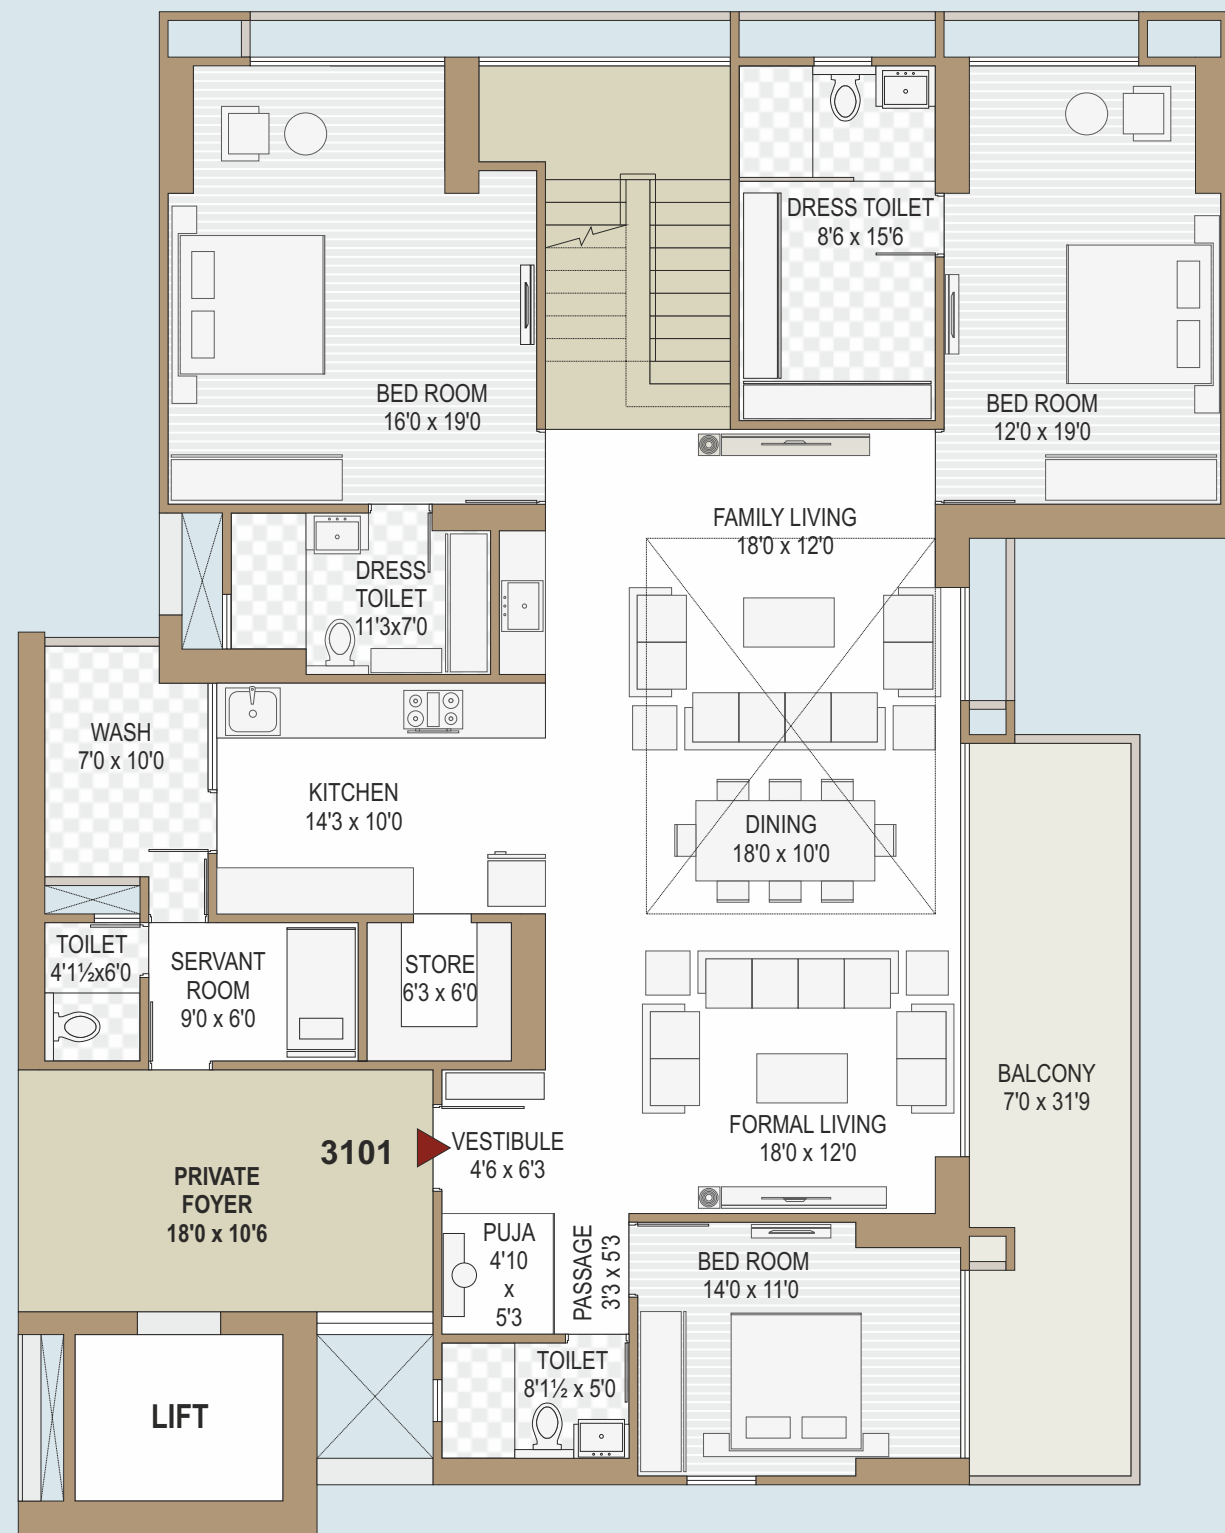 DRESS TOILET
8'6 x 15'6
BED ROOM
16'0 x 19'0
BED ROOM
12'0 x 19'0
FAMILY LIVING
18'0 x 12'0
DRESS
TOILET
11'3x7'0
WASH
7'0 x 10'0
KITCHEN
14'3 x 10'0
DINING
18'0 x 10'0
TOILET
4'1½x6'0
SERVANT
ROOM
9'0 x 6'0
STORE
6'3 x 6'0
BALCONY
7'0 x 31'9
FORMAL LIVING
18'0 x 12'0
3101
VESTIBULE
4'6 x 6'3
PRIVATE
FOYER
18'0 x 10'6
PUJA
4'10
x
5'3
PASSAGE
3'3 x 5'3
BED ROOM
14'0 x 11'0
TOILET
8'1½ x 5'0
LIFT